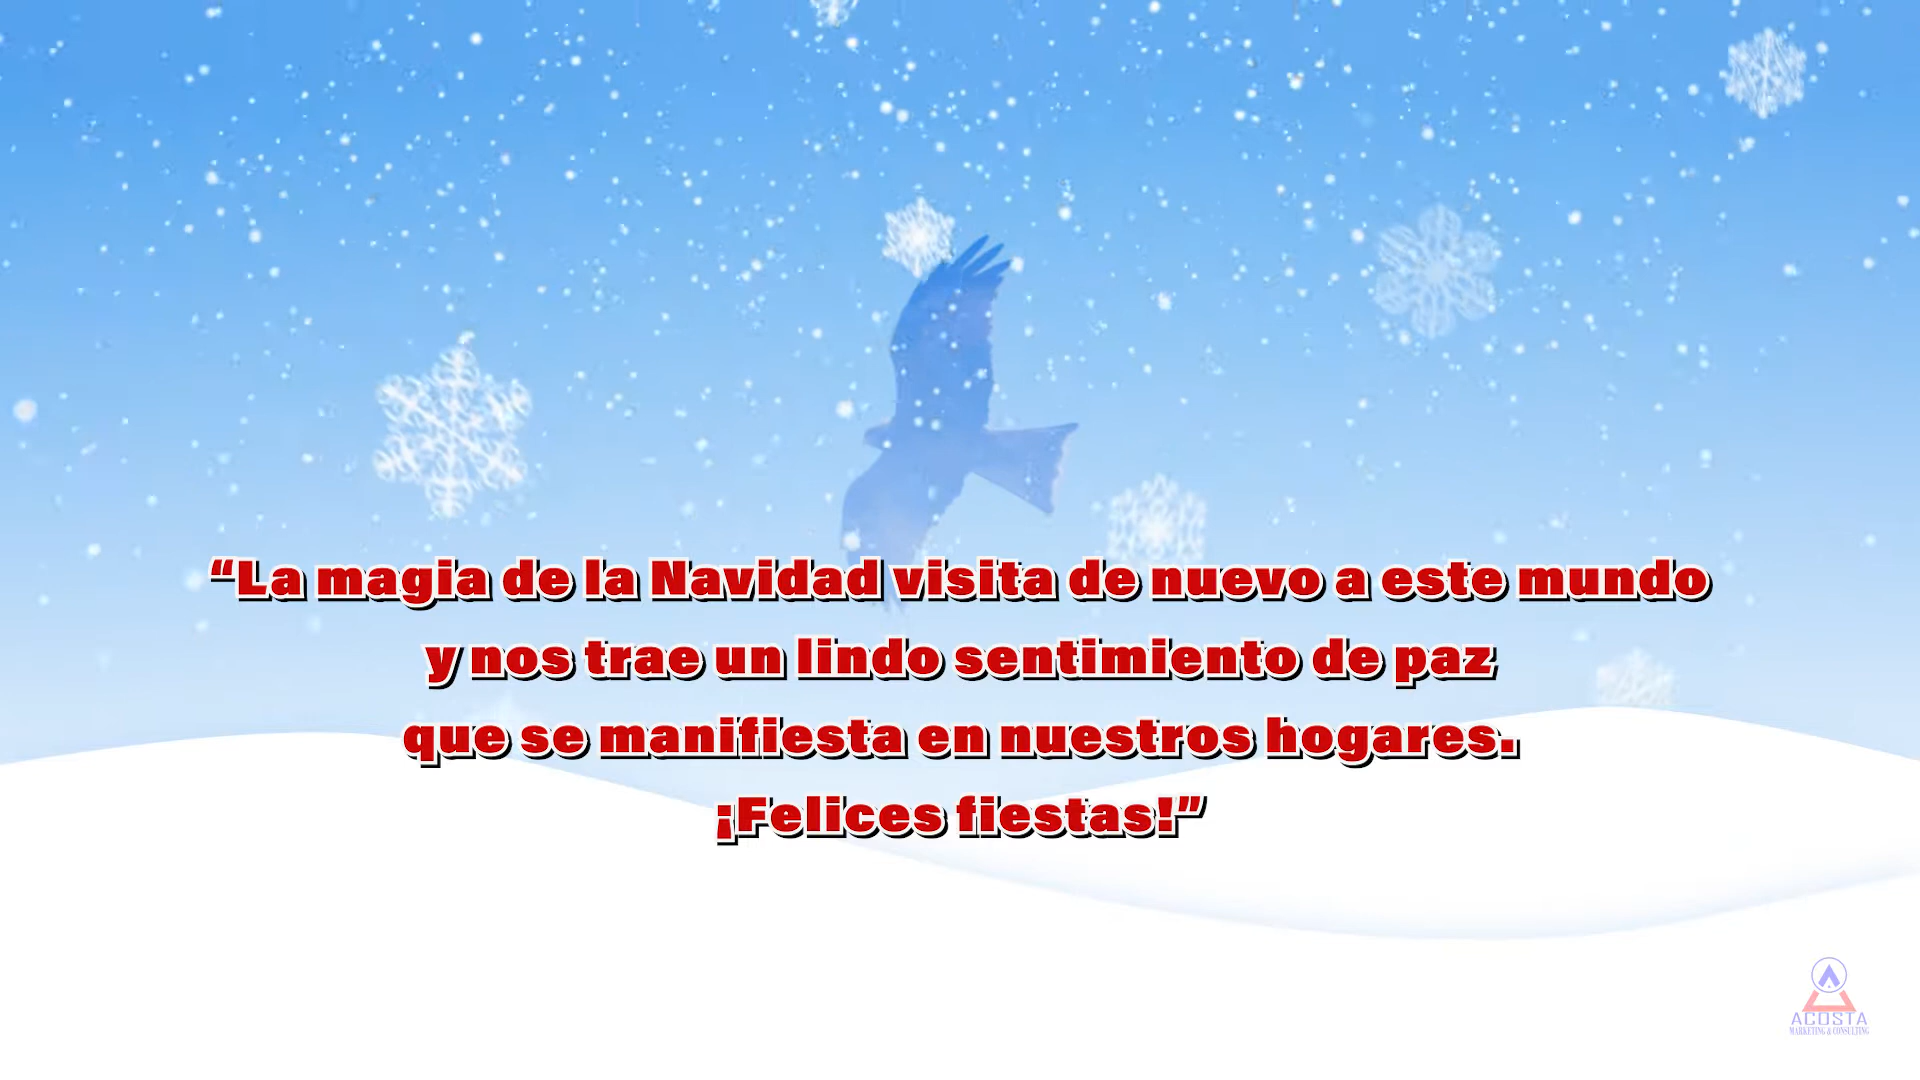 “La magia de la Navidad visita de nuevo a este mundo
y nos trae un lindo sentimiento de paz
que se manifiesta en nuestros hogares.
¡Felices fiestas!”
ACOSTA
MARKETING & CONSULTING